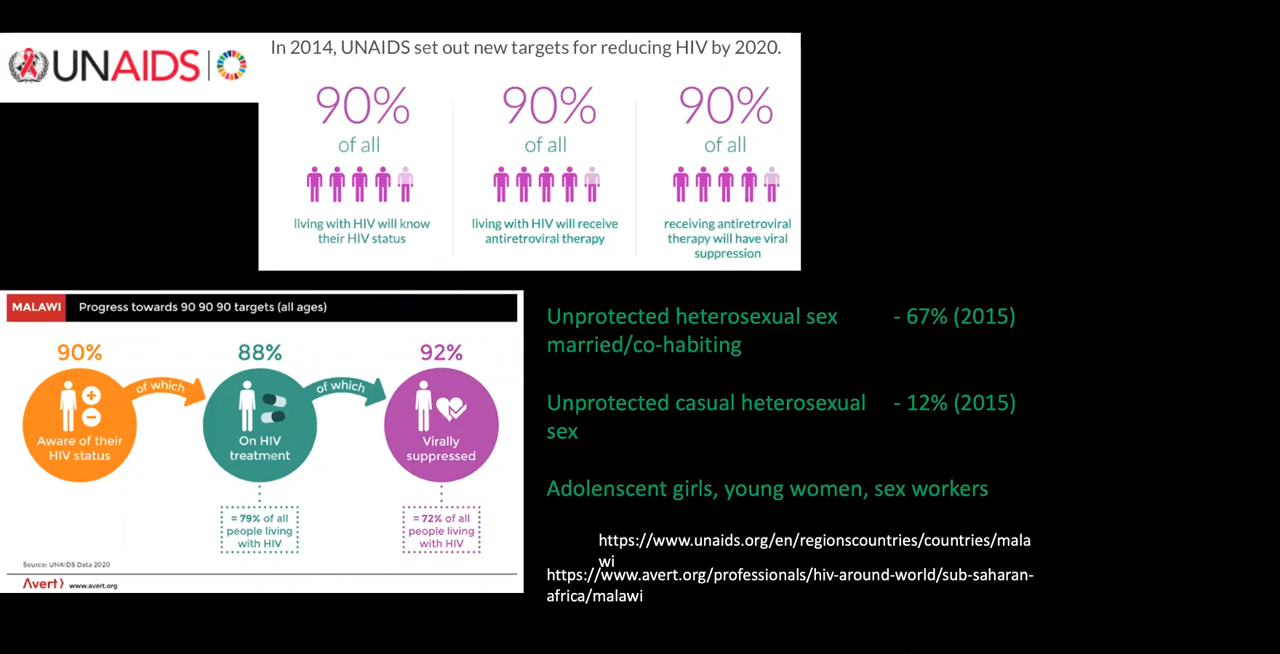 UNAIDS
In 2014, UNAIDS set out new targets for reducing HIV by 2020.
90%
of all
living with HIV will know
their HIV status
90%
of all
living with HIV will receive
antiretroviral therapy
90%
of all
receiving antiretroviral
therapy will have viral
suppression
MALAWI Progress towards 90 90 90 targets (all ages)
90%
Aware of their
HIV status
of which
88%
On HIV
treatment
= 79% of all
people living
with HIV
of which
92%
Virally
suppressed
= 72% of all
people living
with HIV
Source: UNAIDS Data 2020
Avert www.avert.org
Unprotected heterosexual sex - 67% (2015)
married/co-habiting
Unprotected casual heterosexual - 12% (2015)
sex
Adolenscent girls, young women, sex workers
https://www.unaids.org/en/regionscountries/countries/mala
wi
https://www.avert.org/professionals/hiv-around-world/sub-saharan-
africa/malawi